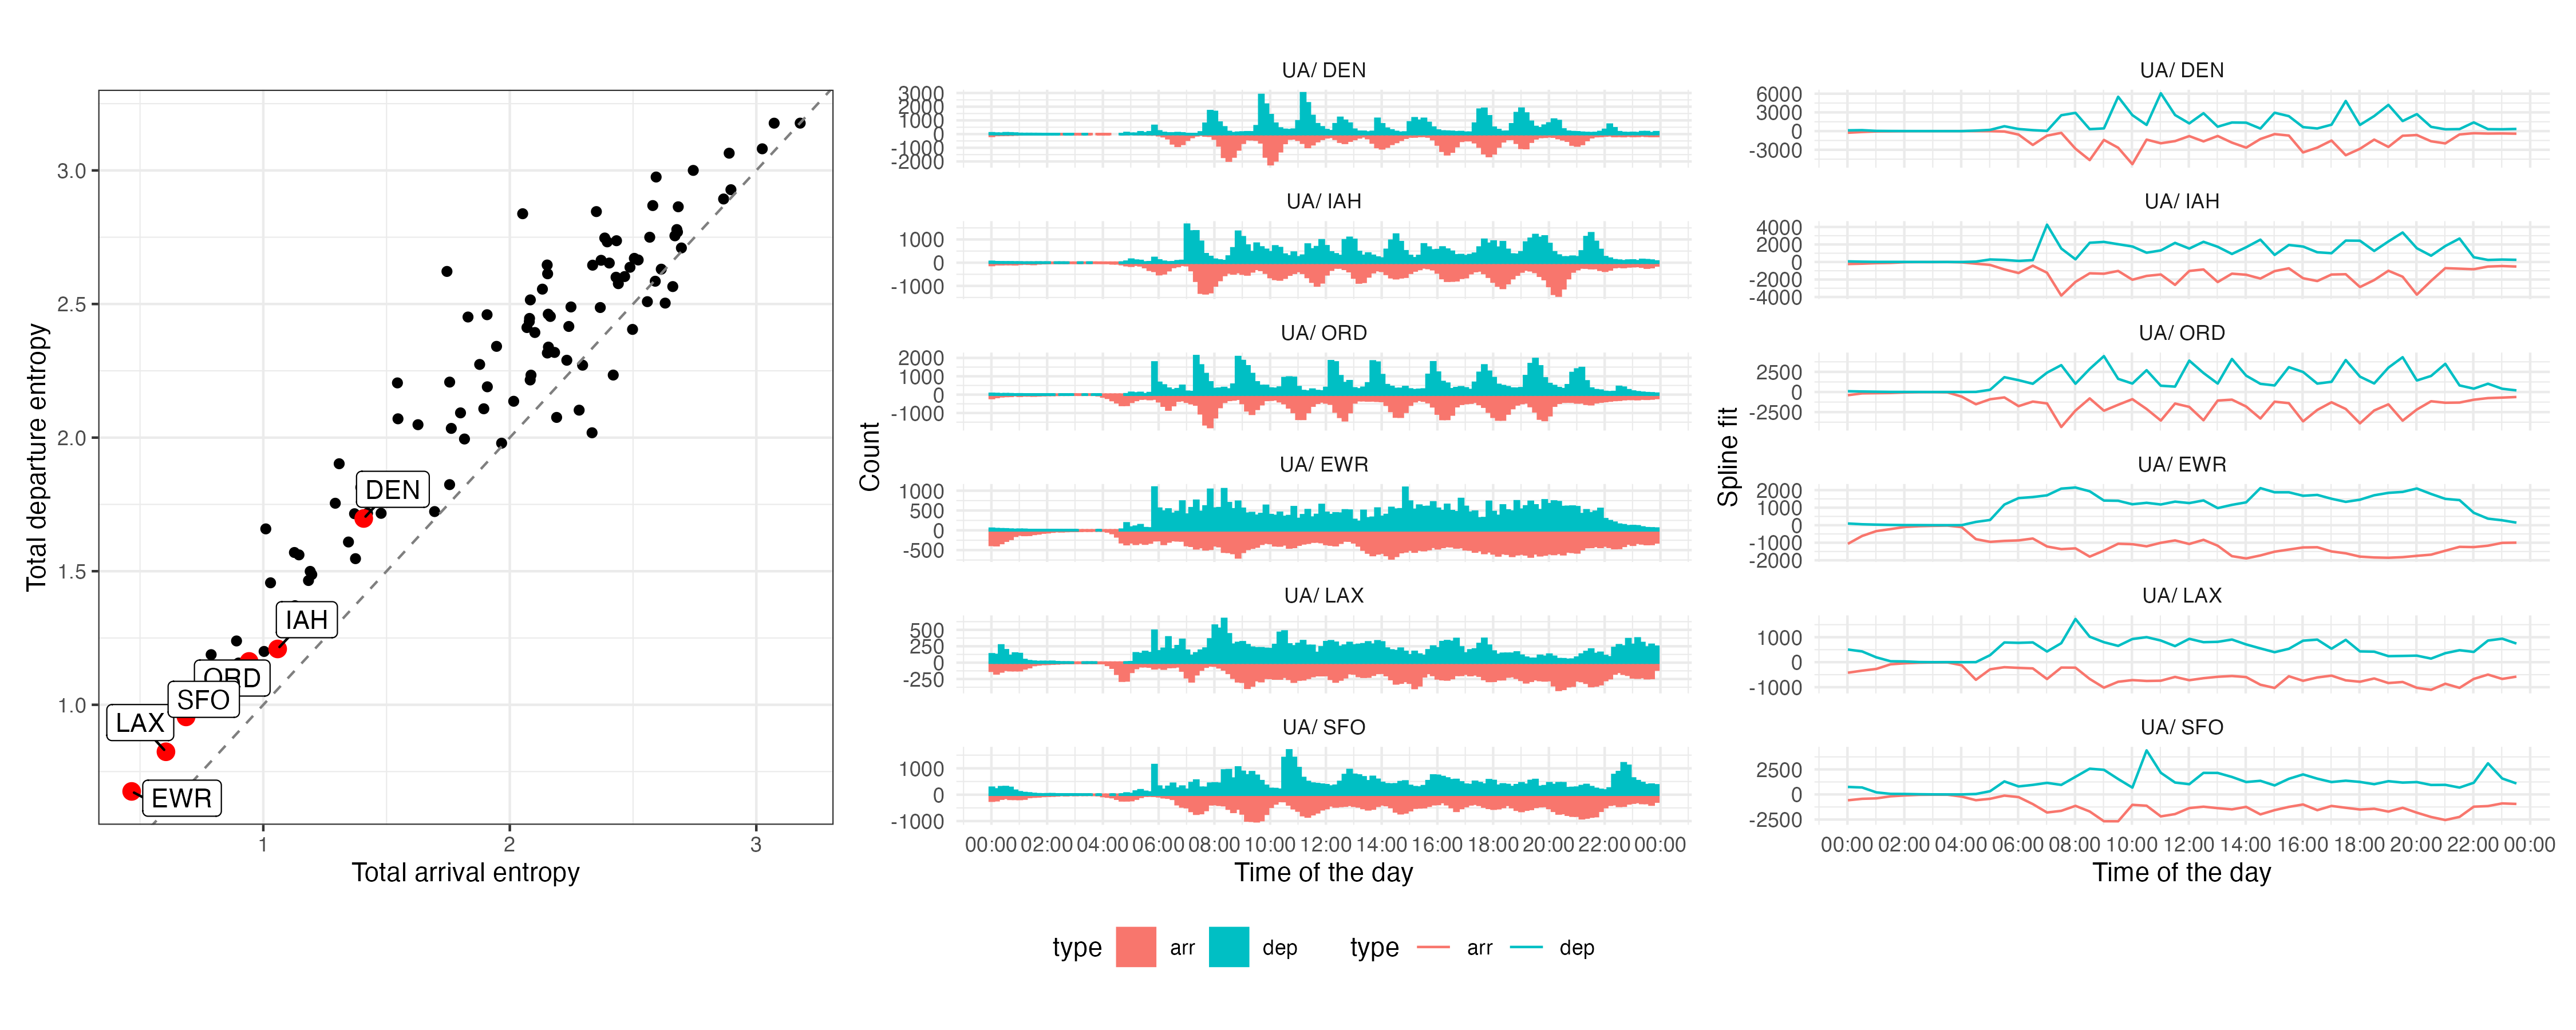 Total departure entropy
3.0
2.5
2.0
1.5
1.0
DEN
IAH
ORD
SFO
LAX
EWR
1 2 3
Total arrival entropy
Count
UA/ DEN
3000
2000
1000
0
-1000
-2000
UA/ IAH
1000
0
-1000
UA/ ORD
2000
1000
0
-1000
UA/ EWR
1000
500
0
-500
UA/ LAX
500
250
0
-250
UA/ SFO
1000
0
-1000
00:00 02:00 04:00 06:00 08:00 10:00 12:00 14:00 16:00 18:00 20:00 22:00 00:00
Time of the day
Spline fit
UA/ DEN
6000
3000
0
-3000
UA/ IAH
4000
2000
0
-2000
-4000
UA/ ORD
2500
0
-2500
UA/ EWR
2000
1000
0
-1000
-2000
UA/ LAX
1000
0
-1000
UA/ SFO
2500
0
-2500
00:00 02:00 04:00 06:00 08:00 10:00 12:00 14:00 16:00 18:00 20:00 22:00 00:00
Time of the day
type arr dep type arr dep